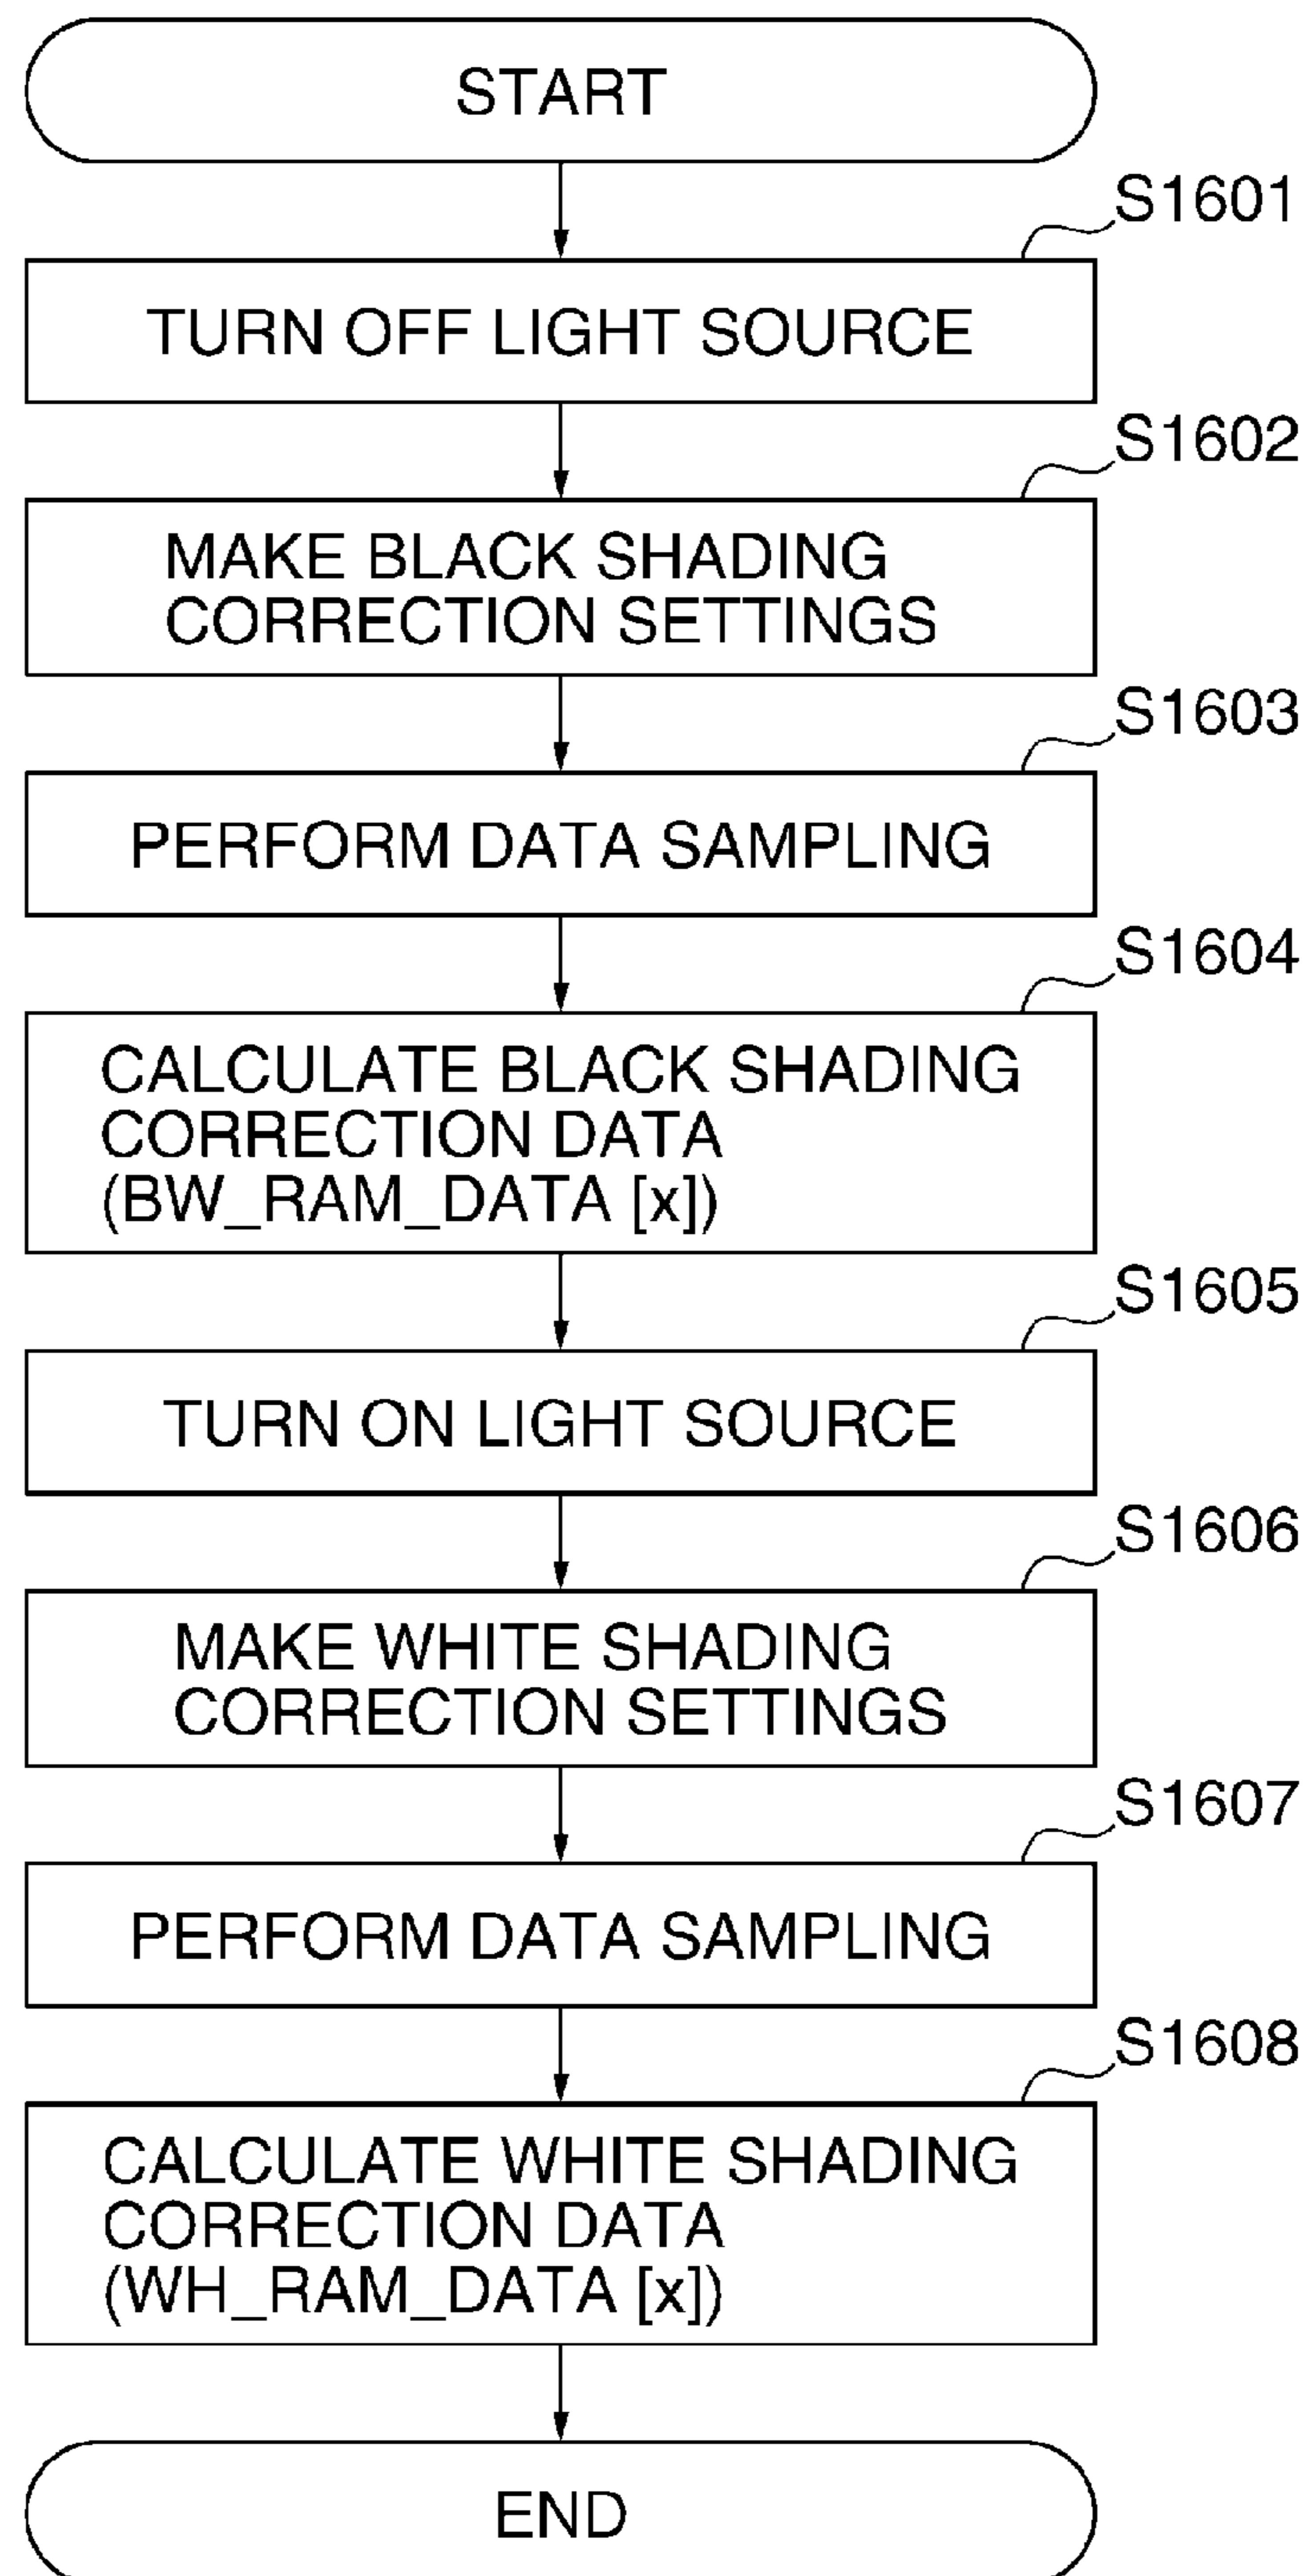 START
S1601
TURN OFF LIGHT SOURCE
S1602
MAKE BLACK SHADING
CORRECTION SETTINGS
S1603
PERFORM DATA SAMPLING
S1604
CALCULATE BLACK SHADING
CORRECTION DATA
(BW_RAM_DATA [x])
S1605
TURN ON LIGHT SOURCE
S1606
MAKE WHITE SHADING
CORRECTION SETTINGS
S1607
PERFORM DATA SAMPLING
S1608
CALCULATE WHITE SHADING
CORRECTION DATA
(WH_RAM_DATA [x])
END